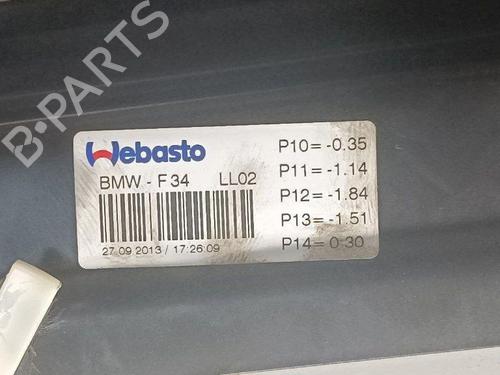 B-PARTS
Webasto
BMW - F34 LL02
27.09.2013 / 17:26:09
P10=-0.35
P11=-1.14
P12=-1.84
P13=-1.51
P14= 0.30